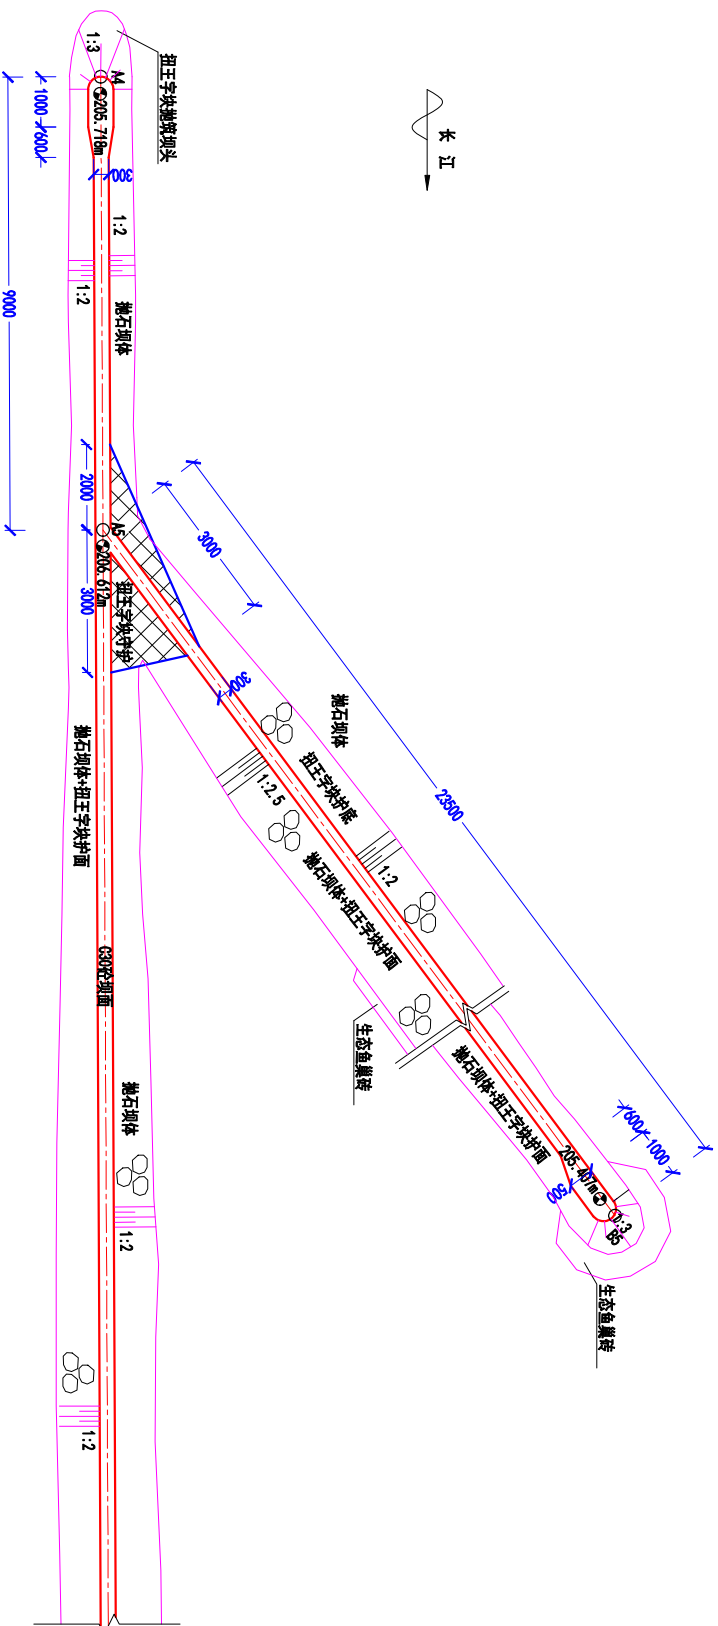 1:3
A4
扭王字块抛筑坝头
205.718m
1000
600
300
9000
长 江
1:2
1:2
抛石坝体
2000
A5
206.612m
扭王字块守护
3000
3000
23500
300
抛石坝体
扭王字块护底
1:2.5
1:2
抛石坝体+扭王字块护面
抛石坝体+扭王字块护面
C30砼坝面
生态鱼巢砖
抛石坝体+扭王字块护面
抛石坝体
600
1000
205.407m
500
1:3
B5
1:2
生态鱼巢砖
1:2